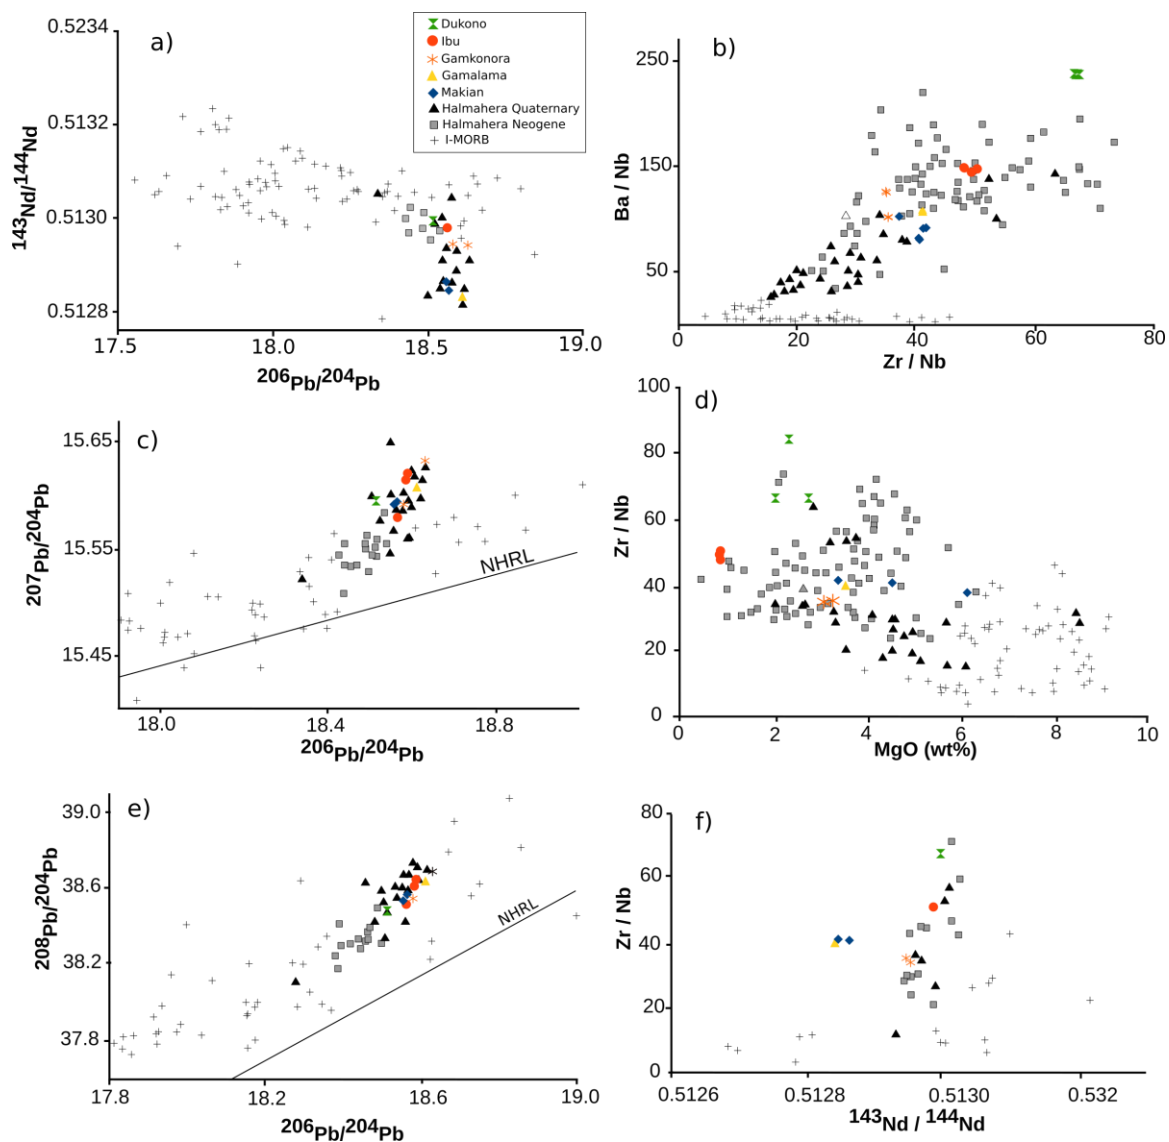 a)
0.5234
0.5132
0.5130
0.5128
143Nd/144Nd
17.5
18.0
18.5
19.0
206Pb/204Pb
Dukono
Ibu
Gamkonora
Gamalama
Makian
Halmahera Quaternary
Halmahera Neogene
I-MORB
b)
250
150
50
0
Ba / Nb
0
20
40
60
80
Zr / Nb
c)
15.65
15.55
15.45
207Pb/204Pb
NHRL
18.0
18.4
18.8
206Pb/204Pb
d)
100
80
60
40
20
0
Zr / Nb
0
2
4
6
8
10
MgO (wt%)
e)
39.0
38.6
38.2
37.8
208Pb/204Pb
NHRL
17.8
18.2
18.6
19.0
206Pb/204Pb
f)
80
60
40
20
0
Zr / Nb
0.5126
0.5128
0.5130
0.532
143Nd / 144Nd